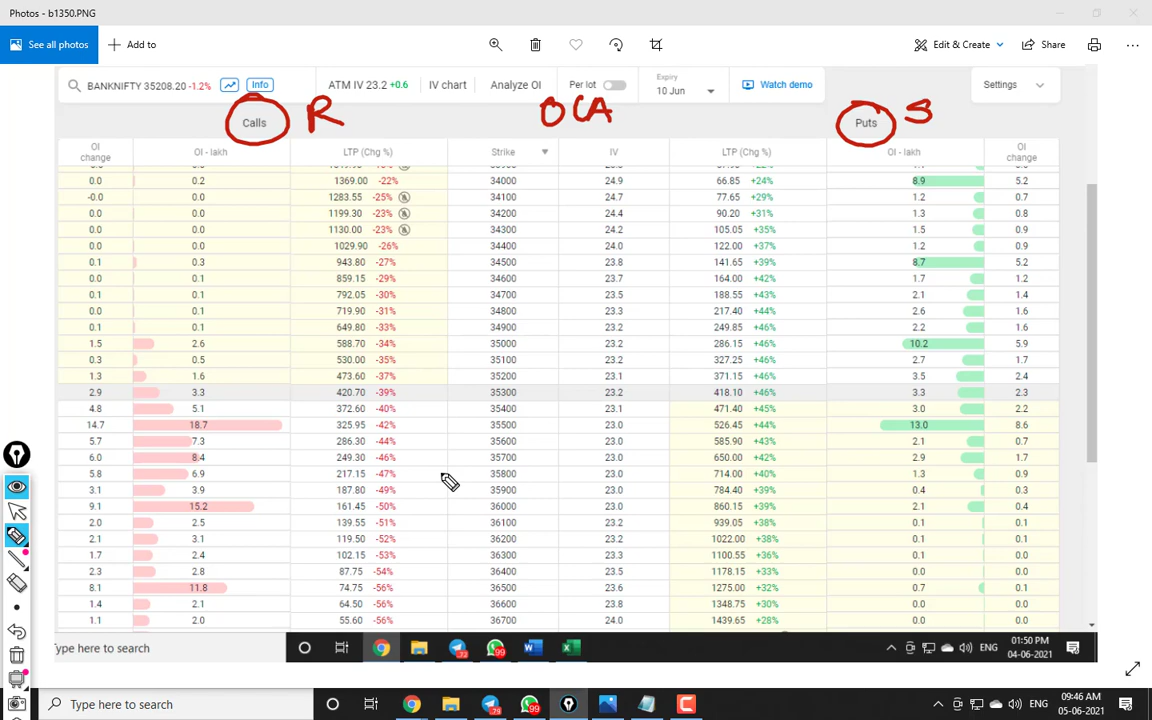 Photos - b1350.PNG
See all photos + Add to Edit & Create Share
BANKNIFTY 35208.20 -1.2% Info ATM IV 23.2 +0.6 IV chart Analyze OI Per lot Expiry 10 Jun Watch demo Settings
Calls R OCA Puts S
OI change OI - lakh LTP (Chg %) Strike IV LTP (Chg %) OI - lakh OI change
0.0 0.2 1369.00 -22% 34000 24.9 66.85 +24% 8.9 5.2
-0.0 0.0 1283.55 -25% 34100 24.7 77.65 +29% 1.2 0.7
0.0 0.0 1199.30 -23% 34200 24.4 90.20 +31% 1.3 0.8
0.0 0.0 1130.00 -23% 34300 24.2 105.05 +35% 1.5 0.9
0.0 0.0 1029.90 -26% 34400 24.0 122.00 +37% 1.2 0.9
0.1 0.3 943.80 -27% 34500 23.8 141.65 +39% 8.7 5.2
0.0 0.1 859.15 -29% 34600 23.7 164.00 +42% 1.7 1.2
0.1 0.1 792.05 -30% 34700 23.5 188.55 +43% 2.1 1.4
0.0 0.1 719.90 -31% 34800 23.3 217.40 +44% 2.6 1.6
0.1 0.1 649.80 -33% 34900 23.2 249.85 +46% 2.2 1.6
1.5 2.6 588.70 -34% 35000 23.2 286.15 +46% 10.2 5.9
0.3 0.5 530.00 -35% 35100 23.2 327.25 +46% 2.7 1.7
1.3 1.6 473.60 -37% 35200 23.2 371.15 +46% 3.5 2.4
2.9 3.3 420.70 -39% 35300 23.2 418.10 +46% 3.3 2.3
4.8 5.1 372.60 -40% 35400 23.1 471.40 +45% 3.0 2.2
14.7 18.7 325.95 -42% 35500 23.0 526.45 +44% 13.0 8.6
5.7 7.3 286.30 -44% 35600 23.0 585.90 +43% 2.1 0.7
6.0 8.4 249.30 -46% 35700 23.0 650.00 +42% 2.9 1.7
5.8 6.9 217.15 -47% 35800 23.0 714.00 +40% 1.3 0.9
3.1 3.9 187.80 -49% 35900 23.0 784.40 +39% 0.4 0.3
9.1 15.2 161.45 -50% 36000 23.0 860.15 +39% 2.1 0.4
2.0 2.5 139.55 -51% 36100 23.2 939.05 +38% 0.1 0.1
2.1 3.1 119.50 -52% 36200 23.2 1022.00 +38% 0.1 0.1
1.7 2.4 102.15 -53% 36300 23.3 1100.55 +36% 0.1 0.0
2.3 2.8 87.75 -54% 36400 23.5 1178.15 +33% 0.0 0.0
8.1 11.8 74.75 -56% 36500 23.6 1275.00 +32% 0.7 0.1
1.4 2.1 64.50 -56% 36600 23.8 1348.75 +30% 0.0 0.0
1.1 2.0 55.60 -56% 36700 24.0 1439.65 +28% 0.0 0.0
ype here to search 72 99 ENG 01:50 PM
04-06-2021
Type here to search 79 99 ENG 09:46 AM
05-06-2021